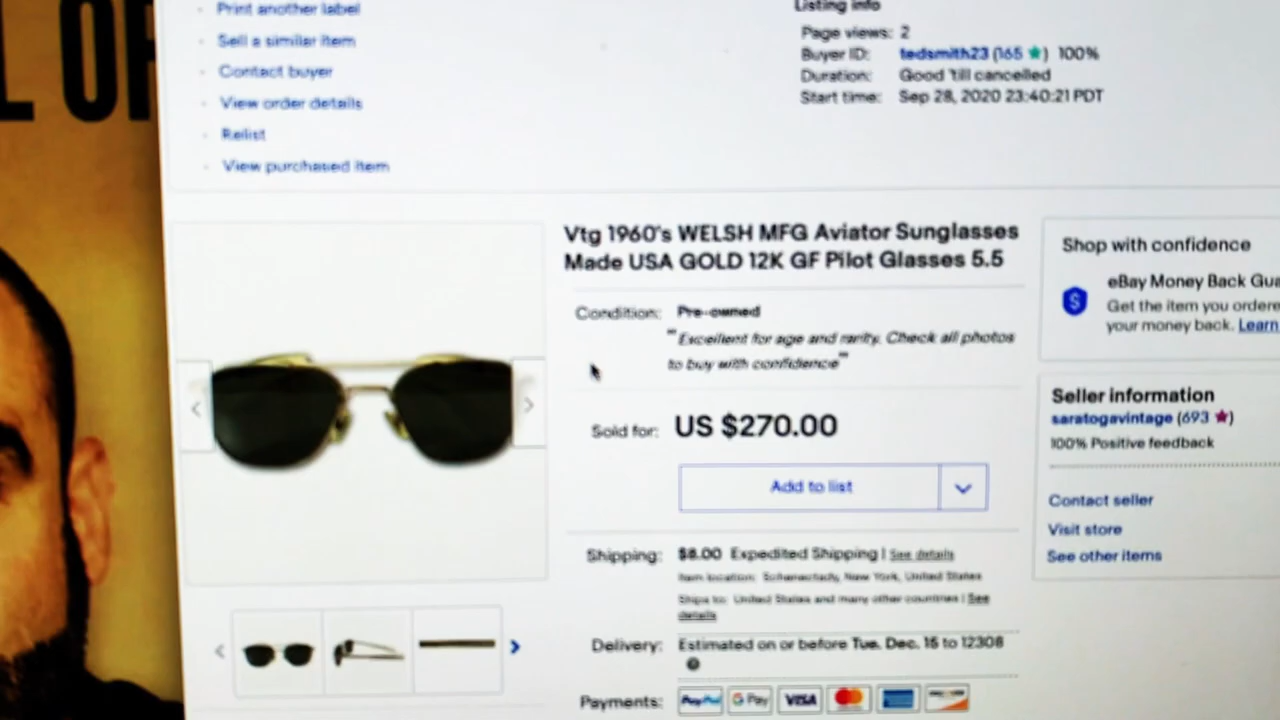 L OF
Print another label
Sell a similar item
Contact buyer
View order details
Relist
View purchased item
Listing info
Page views: 2
Buyer ID: tedsmith23 (165 ★) 100%
Duration: Good 'till cancelled
Start time: Sep 28, 2020 23:40:21 PDT
Vtg 1960's WELSH MFG Aviator Sunglasses
Made USA GOLD 12K GF Pilot Glasses 5.5
Condition: Pre-owned
"Excellent for age and rarity. Check all photos
to buy with confidence"
Sold for: US $270.00
Add to list
Shipping: $8.00 Expedited Shipping | See details
Item location: Schenectady, New York, United States
Ships to: United States and many other countries | See
details
Delivery: Estimated on or before Tue. Dec. 15 to 12308
Payments: PayPal G Pay VISA
Shop with confidence
eBay Money Back Gua
Get the item you ordere
your money back. Learn
Seller information
saratogavintage (693 ★)
100% Positive feedback
Contact seller
Visit store
See other items